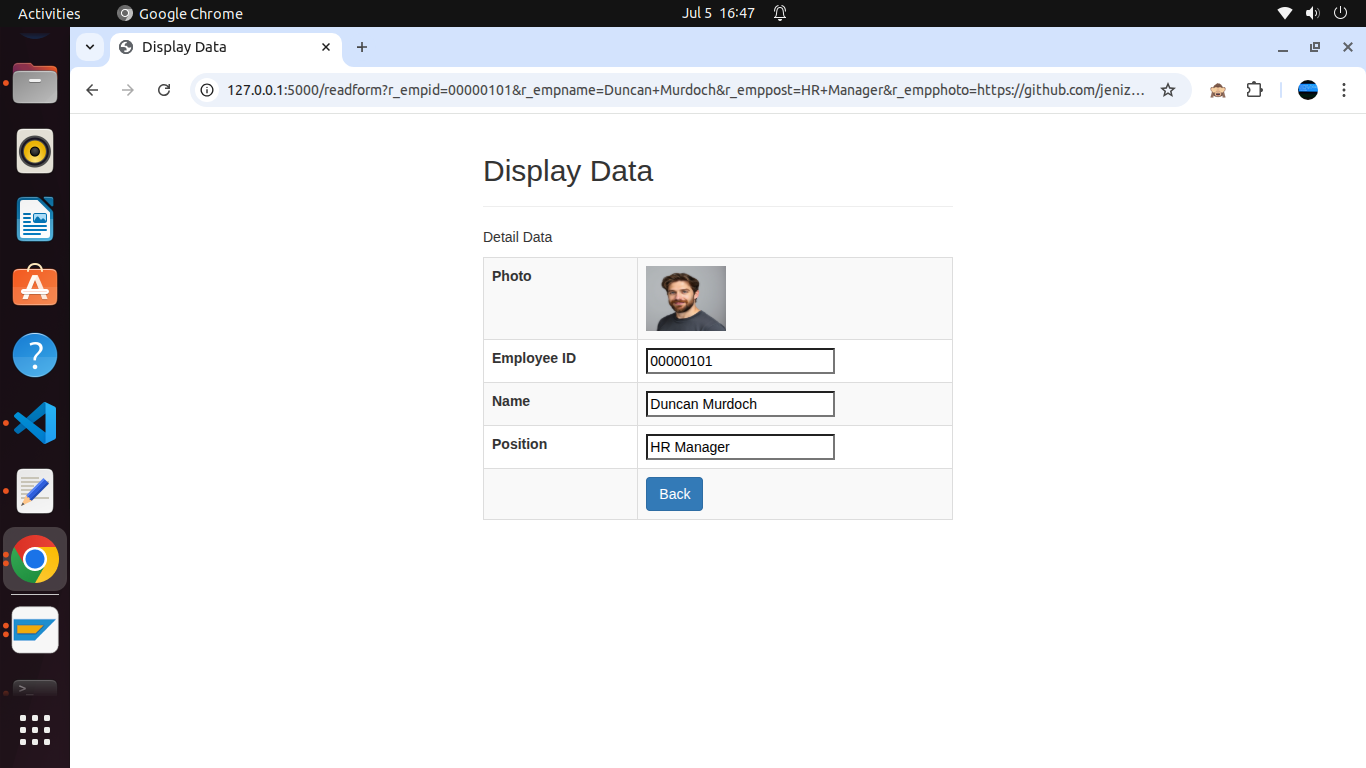 Activities
Google Chrome
Jul 5 16:47
Display Data
127.0.0.1:5000/readform?r_empid=00000101&r_empname=Duncan+Murdoch&r_emppost=HR+Manager&r_empphoto=https://github.com/jeniz...
Display Data
Detail Data
Photo
Employee ID
00000101
Name
Duncan Murdoch
Position
HR Manager
Back